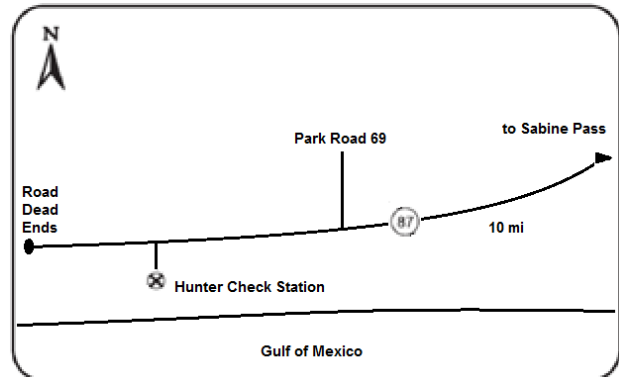 N
to Sabine Pass
Park Road 69
Road
Dead
Ends
87
10 mi
Hunter Check Station
Gulf of Mexico